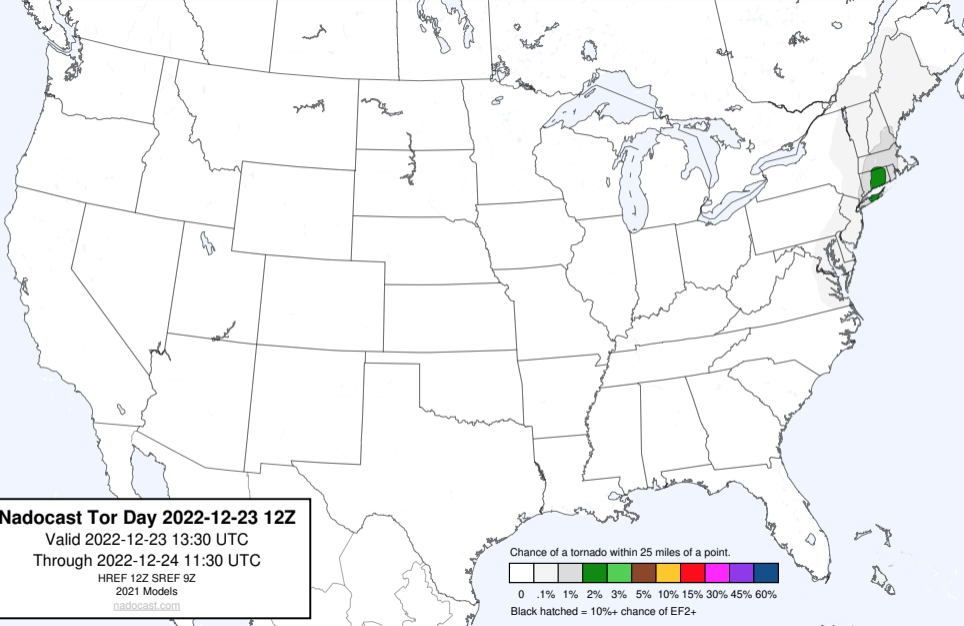 Nadocast Tor Day 2022-12-23 12Z
Valid 2022-12-23 13:30 UTC
Through 2022-12-24 11:30 UTC
HREF 12Z SREF 9Z
2021 Models
nadocast.com
Chance of a tornado within 25 miles of a point.
0 .1% 1% 2% 3% 5% 10% 15% 30% 45% 60%
Black hatched = 10%+ chance of EF2+